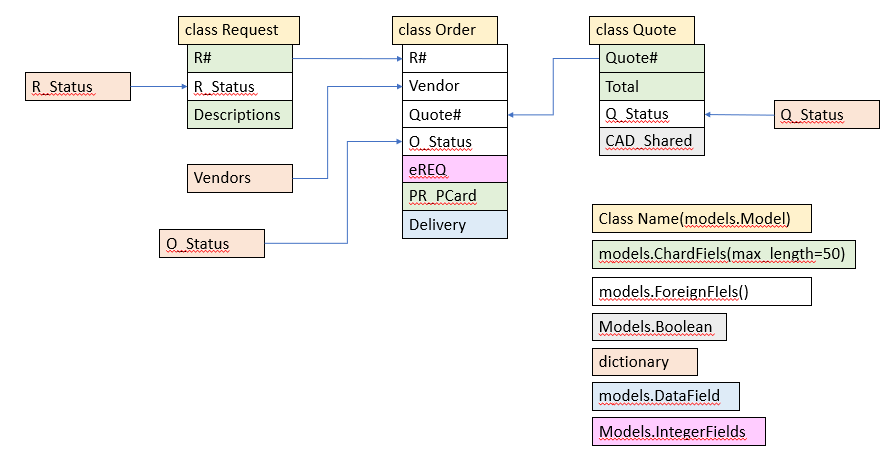 class Request
R#
R_Status
Descriptions
R_Status
Vendors
O_Status
class Order
R#
Vendor
Quote#
O_Status
eREQ
PR_PCard
Delivery
class Quote
Quote#
Total
Q_Status
CAD_Shared
Q_Status
Class Name(models.Model)
models.ChardFiels(max_length=50)
models.ForeignFIels()
Models.Boolean
dictionary
models.DataField
Models.IntegerFields